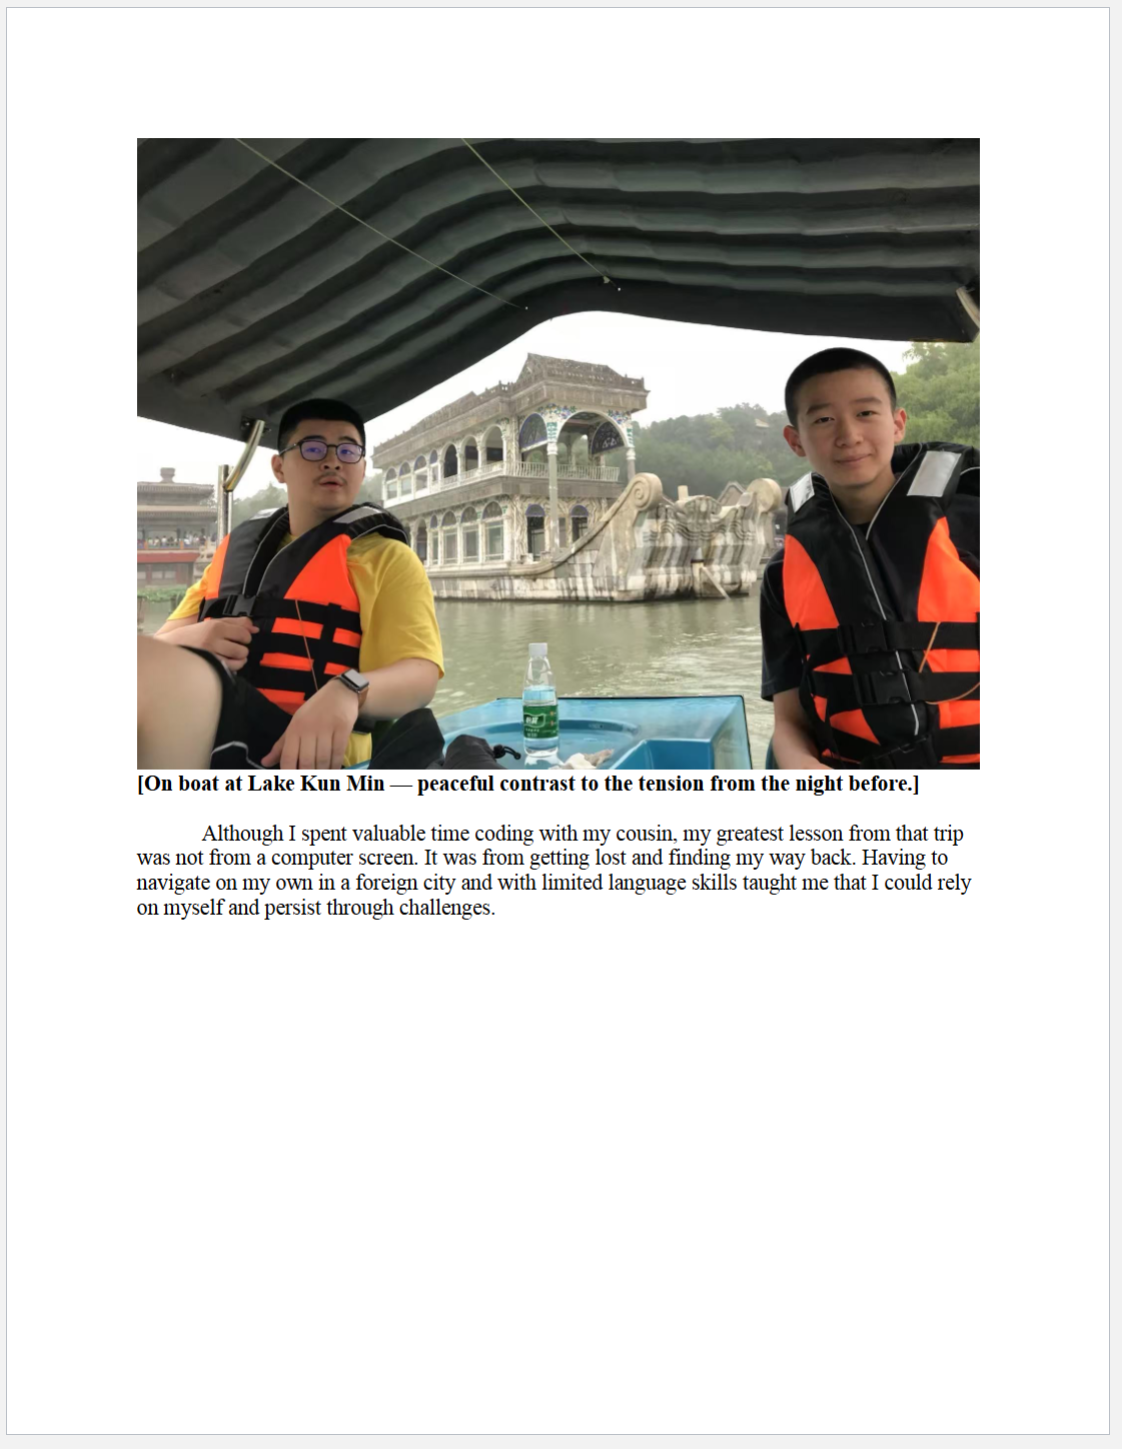 [On boat at Lake Kun Min — peaceful contrast to the tension from the night before.]
Although I spent valuable time coding with my cousin, my greatest lesson from that trip
was not from a computer screen. It was from getting lost and finding my way back. Having to
navigate on my own in a foreign city and with limited language skills taught me that I could rely
on myself and persist through challenges.